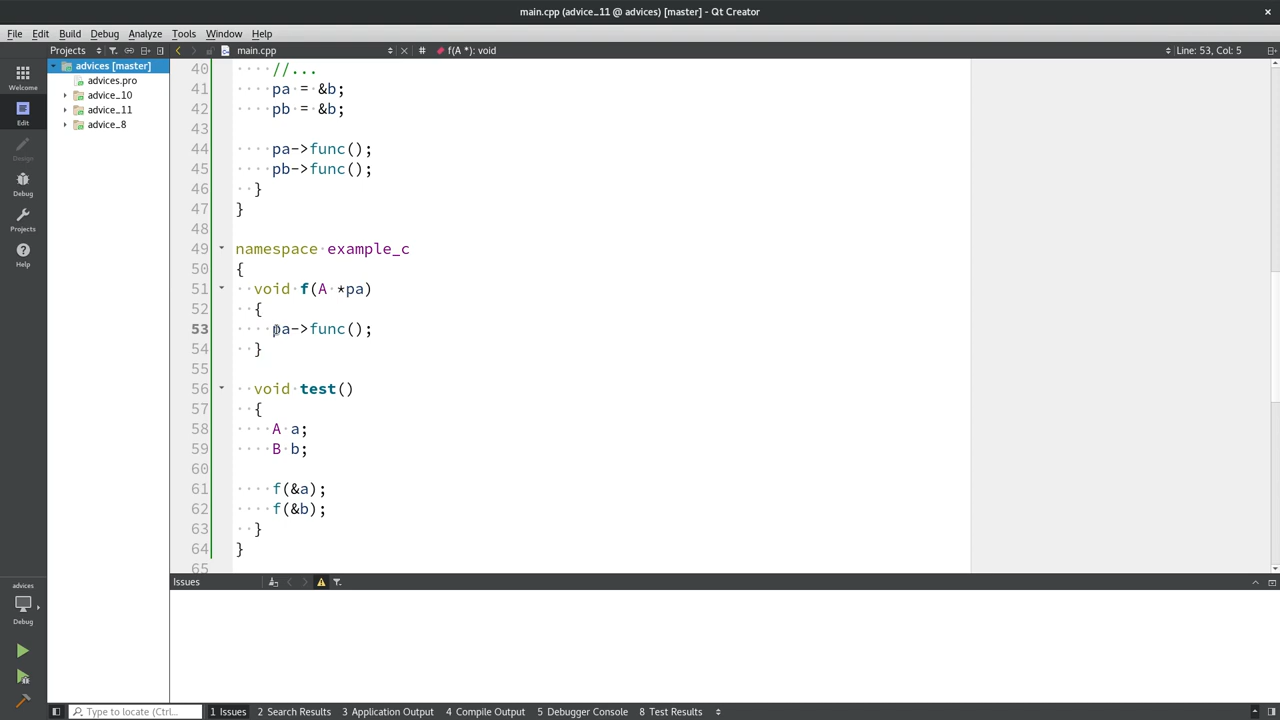 main.cpp (advice_11 @ advices) [master] - Qt Creator
File Edit Build Debug Analyze Tools Window Help
Projects main.cpp # f(A *): void Line: 53, Col: 5
Welcome
Edit
Design
Debug
Projects
Help
advices
Debug
advices [master]
advices.pro
advice_10
advice_11
advice_8
40 //...
41 pa = &b;
42 pb = &b;
43
44 pa->func();
45 pb->func();
46 }
47 }
48
49 namespace example_c
50 {
51 void f(A *pa)
52 {
53 pa->func();
54 }
55
56 void test()
57 {
58 A a;
59 B b;
60
61 f(&a);
62 f(&b);
63 }
64 }
65
Issues
Type to locate (Ctrl... 1 Issues 2 Search Results 3 Application Output 4 Compile Output 5 Debugger Console 8 Test Results